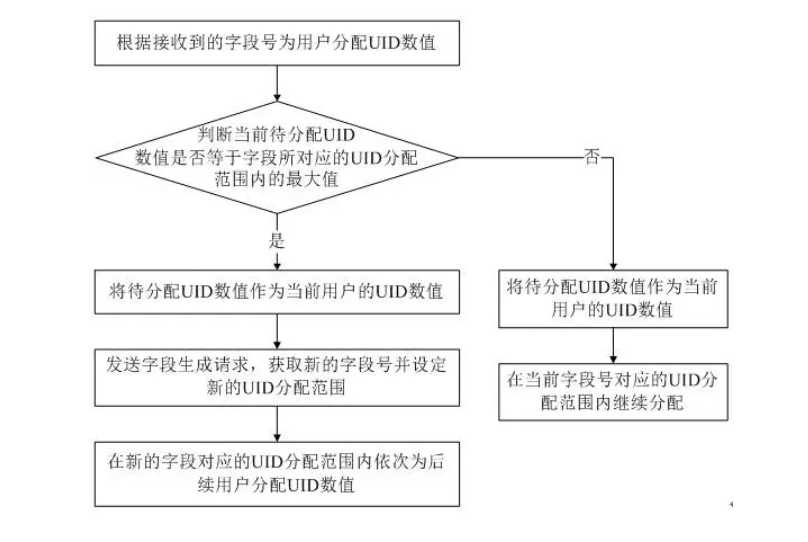 根据接收到的字段号为用户分配UID数值
判断当前待分配UID
数值是否等于字段所对应的UID分配
范围内的最大值
否
是
将待分配UID数值作为当前用户的UID数值
将待分配UID数值作为当前
用户的UID数值
发送字段生成请求，获取新的字段号并设定
新的UID分配范围
在当前字段号对应的UID分
配范围内继续分配
在新的字段对应的UID分配范围内依次为后
续用户分配UID数值